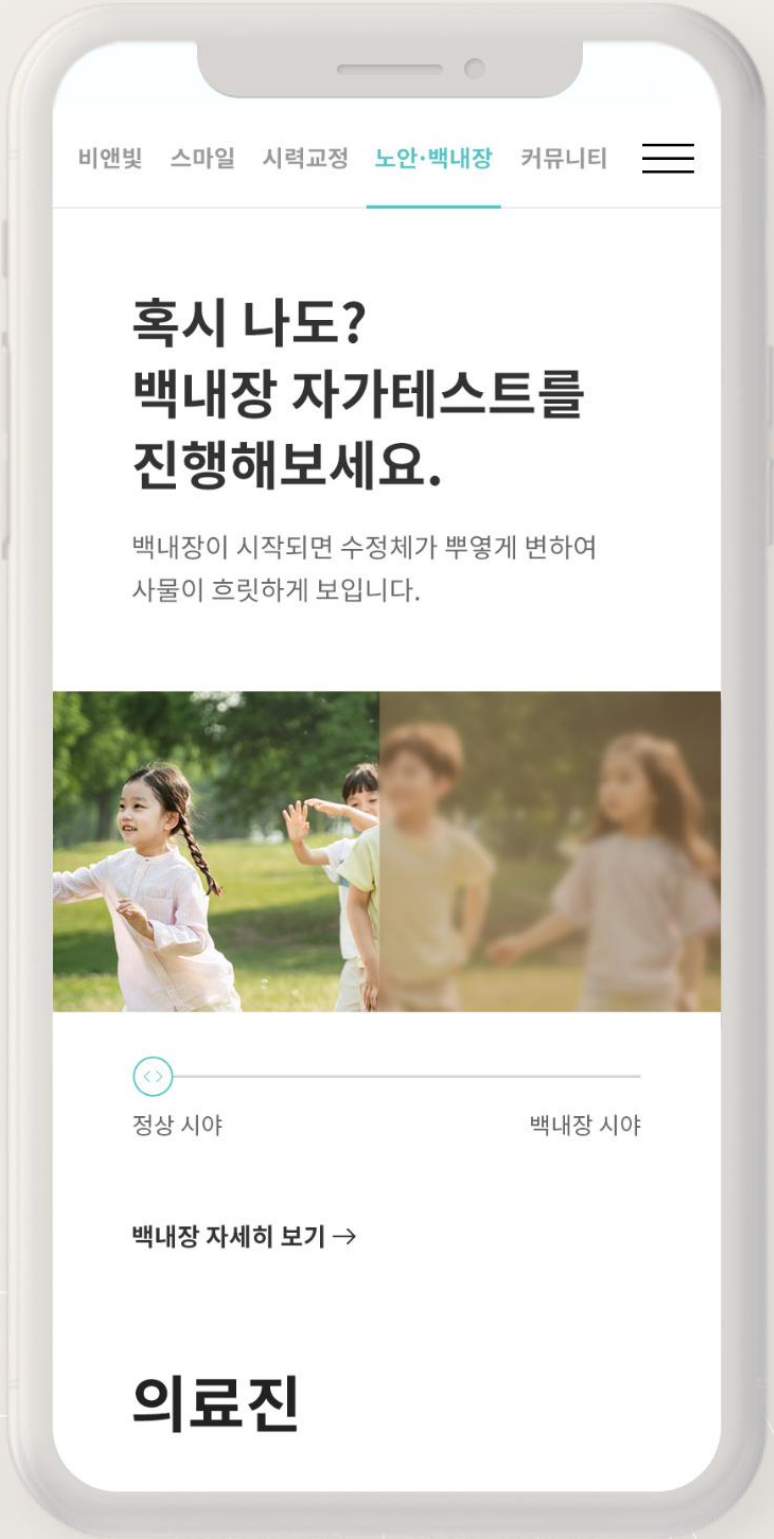 비앤빛 스마일 시력교정 노안·백내장 커뮤니티
혹시 나도?
백내장 자가테스트를
진행해보세요.
백내장이 시작되면 수정체가 뿌옇게 변하여
사물이 흐릿하게 보입니다.
정상 시야 백내장 시야
백내장 자세히 보기 →
의료진